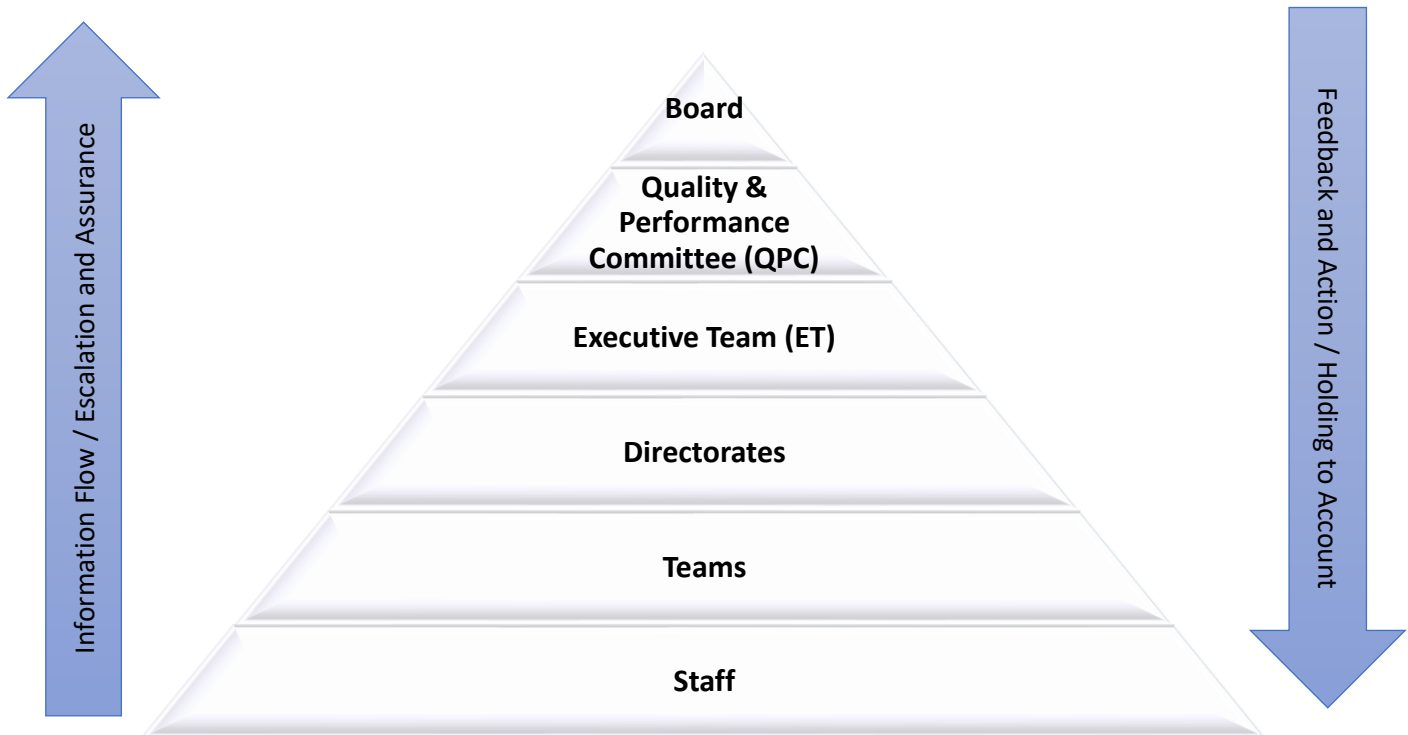 Information Flow / Escalation and Assurance
Board
Quality &
Performance
Committee (QPC)
Executive Team (ET)
Directorates
Teams
Staff
Feedback and Action / Holding to Account